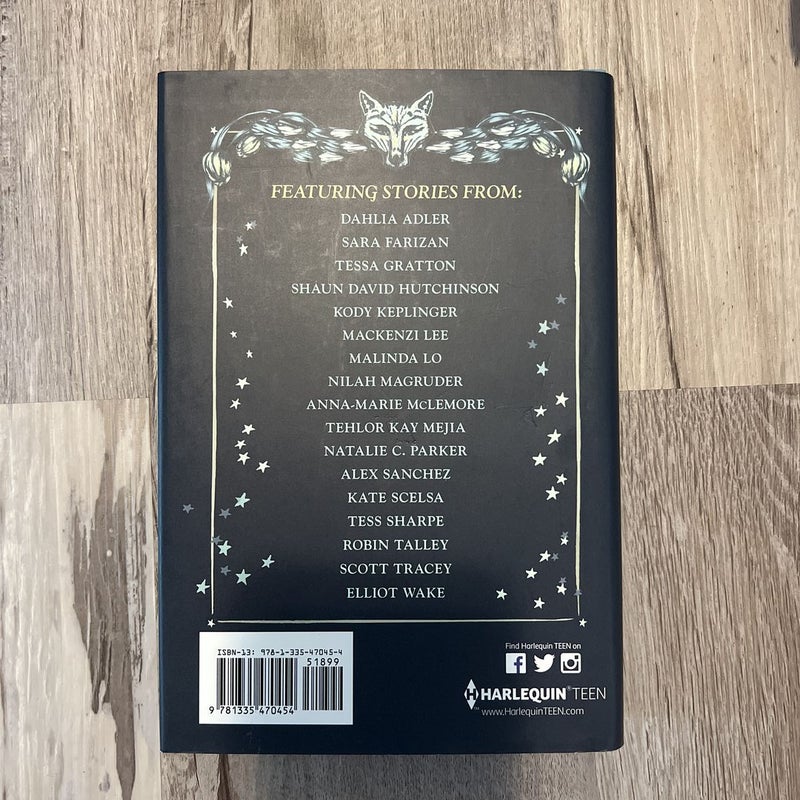 FEATURING STORIES FROM:
DAHLIA ADLER
SARA FARIZAN
TESSA GRATTON
SHAUN DAVID HUTCHINSON
KODY KEPLINGER
MACKENZI LEE
MALINDA LO
NILAH MAGRUDER
ANNA-MARIE McLEMORE
TEHLOR KAY MEJIA
NATALIE C. PARKER
ALEX SANCHEZ
KATE SCELSA
TESS SHARPE
ROBIN TALLEY
SCOTT TRACEY
ELLIOT WAKE
ISBN-13: 978-1-335-47045-4
51899
9 781335 470454
Find Harlequin TEEN on
HARLEQUIN® TEEN
www.HarlequinTEEN.com